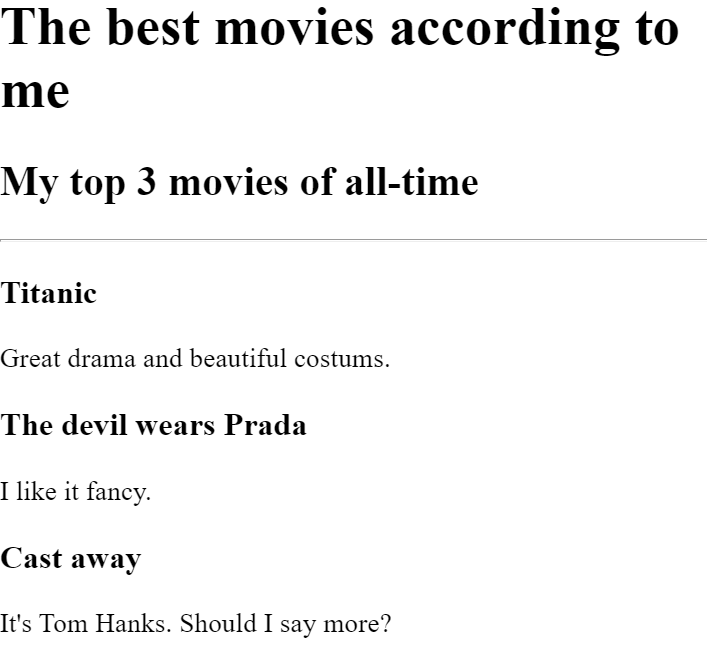 The best movies according to
me
My top 3 movies of all-time
Titanic
Great drama and beautiful costums.
The devil wears Prada
I like it fancy.
Cast away
It's Tom Hanks. Should I say more?